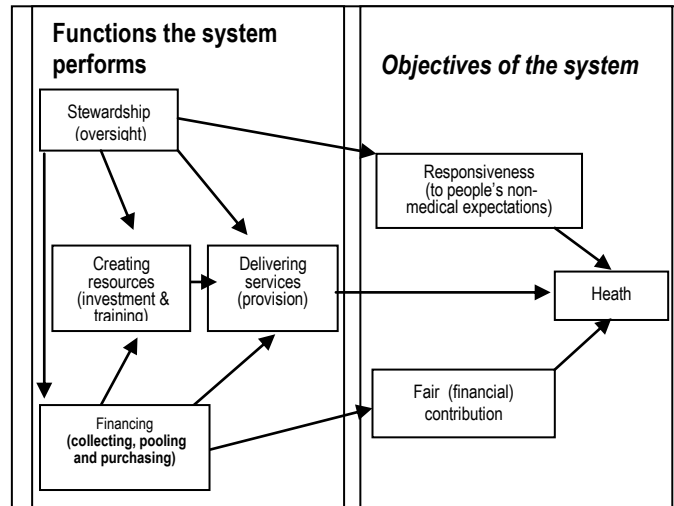 Functions the system
performs
Objectives of the system
Stewardship
(oversight)
Responsiveness
(to people's non-
medical expectations)
Creating
resources
(investment &
training)
Delivering
services
(provision)
Heath
Fair (financial)
contribution
Financing
(collecting, pooling
and purchasing)